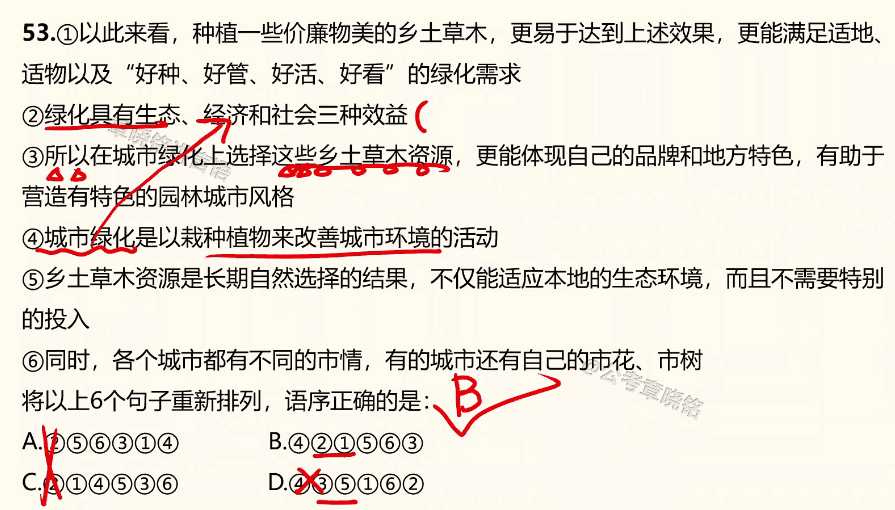 53.①以此来看，种植一些价廉物美的乡土草木，更易于达到上述效果，更能满足适地、
适物以及“好种、好管、好活、好看”的绿化需求
②绿化具有生态、经济和社会三种效益
③所以在城市绿化上选择这些乡土草木资源，更能体现自己的品牌和地方特色，有助于
营造有特色的园林城市风格
④城市绿化是以栽种植物来改善城市环境的活动
⑤乡土草木资源是长期自然选择的结果，不仅能适应本地的生态环境，而且不需要特别
的投入
⑥同时，各个城市都有不同的市情，有的城市还有自己的市花、市树
将以上6个句子重新排列，语序正确的是：
B
A.②⑤⑥③①④ B.④②①⑤⑥③
C.②①④⑤③⑥ D.④③⑤①⑥②
公考章晓铭